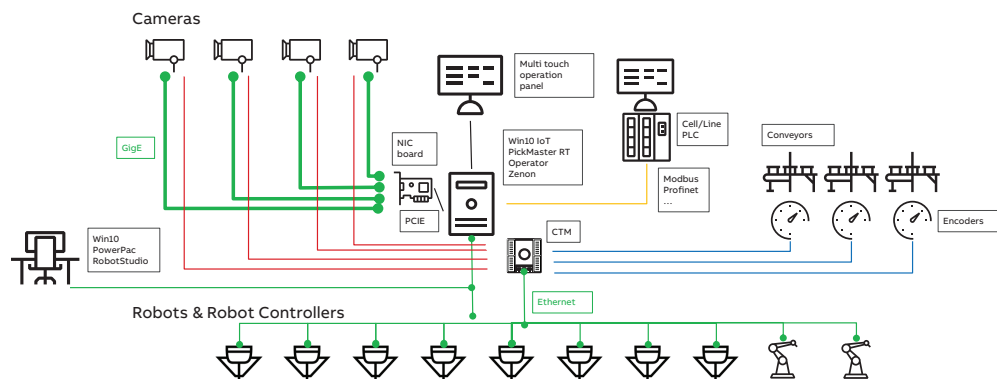 Cameras
Multi touch
operation
panel
Cell/Line
PLC
Conveyors
GigE
NIC
board
Win10 IoT
PickMaster RT
Operator
Zenon
Modbus
Profinet
...
PCIE
Encoders
Win10
PowerPac
RobotStudio
CTM
Ethernet
Robots & Robot Controllers